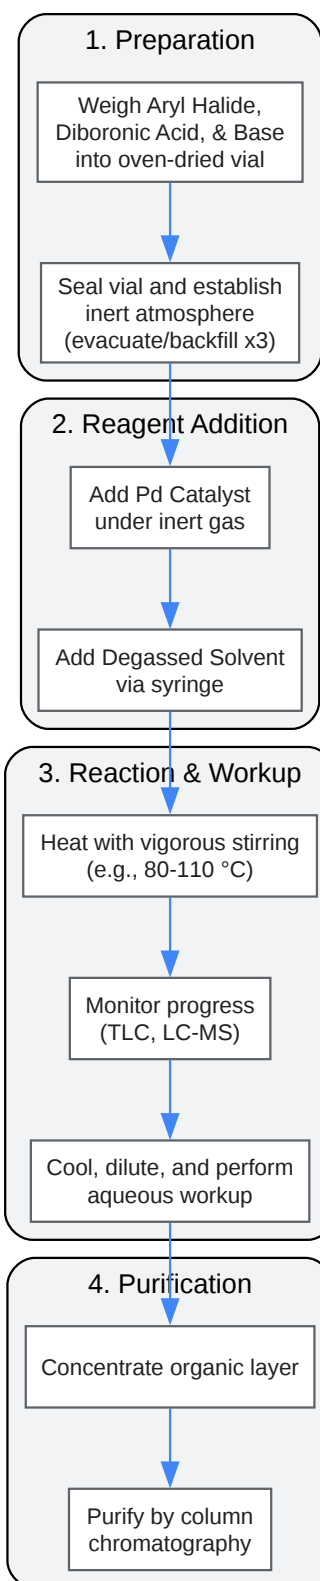 1. Preparation
Weigh Aryl Halide,
Diboronic Acid, & Base
into oven-dried vial
Seal vial and establish
inert atmosphere
(evacuate/backfill x3)
2. Reagent Addition
Add Pd Catalyst
under inert gas
Add Degassed Solvent
via syringe
3. Reaction & Workup
Heat with vigorous stirring
(e.g., 80-110 °C)
Monitor progress
(TLC, LC-MS)
Cool, dilute, and perform
aqueous workup
4. Purification
Concentrate organic layer
Purify by column
chromatography